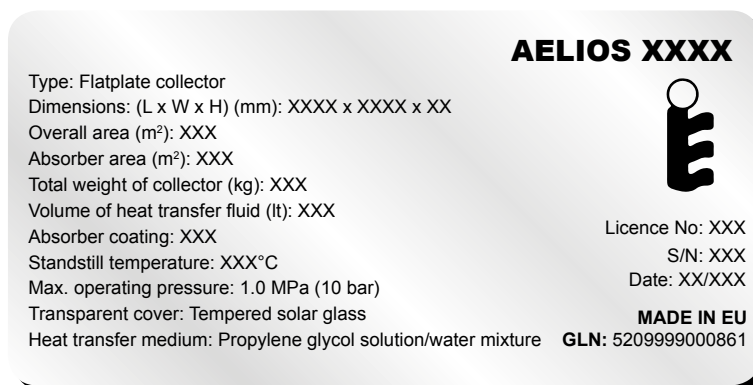 AELIOS XXXX
Type: Flatplate collector
Dimensions: (L x W x H) (mm): XXXX x XXXX x XX
Overall area (m²): XXX
Absorber area (m²): XXX
Total weight of collector (kg): XXX
Volume of heat transfer fluid (lt): XXX
Absorber coating: XXX
Standstill temperature: XXX°C
Max. operating pressure: 1.0 MPa (10 bar)
Transparent cover: Tempered solar glass
Heat transfer medium: Propylene glycol solution/water mixture
Licence No: XXX
S/N: XXX
Date: XX/XXX
MADE IN EU
GLN: 5209999000861